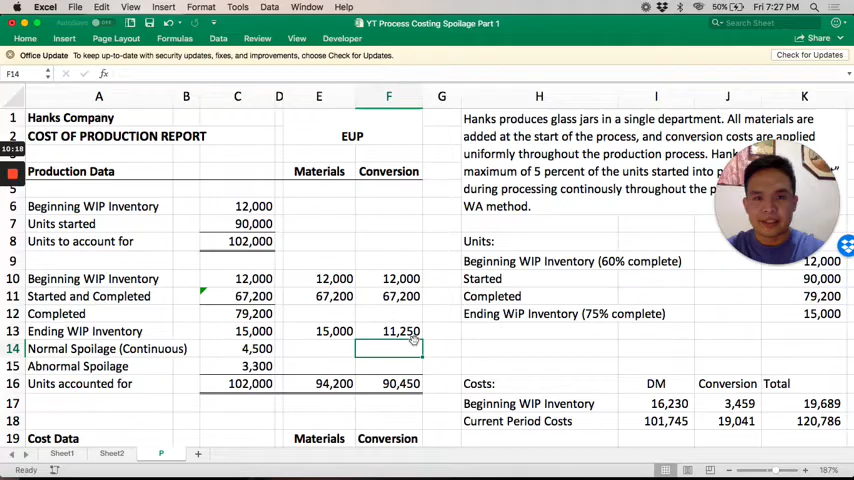 Excel File Edit View Insert Format Tools Data Window Help 50% Fri 7:27 PM
AutoSave OFF YT Process Costing Spoilage Part 1 Search Sheet
Home Insert Page Layout Formulas Data Review View Developer Share
Office Update To keep up-to-date with security updates, fixes, and improvements, choose Check for Updates. Check for Updates
F14 fx
A B C D E F G H I J K
1 Hanks Company Hanks produces glass jars in a single department. All materials are
2 COST OF PRODUCTION REPORT EUP added at the start of the process, and conversion costs are applied
10:18 uniformly throughout the production process. Hank
Production Data Materials Conversion maximum of 5 percent of the units started into p
5 during processing continously throughout the p
6 Beginning WIP Inventory 12,000 WA method.
7 Units started 90,000
8 Units to account for 102,000 Units:
9 Beginning WIP Inventory (60% complete) 12,000
10 Beginning WIP Inventory 12,000 12,000 12,000 Started 90,000
11 Started and Completed 67,200 67,200 67,200 Completed 79,200
12 Completed 79,200 Ending WiP Inventory (75% complete) 15,000
13 Ending WIP Inventory 15,000 15,000 11,250
14 Normal Spoilage (Continuous) 4,500
15 Abnormal Spoilage 3,300
16 Units accounted for 102,000 94,200 90,450 Costs: DM Conversion Total
17 Beginning WIP Inventory 16,230 3,459 19,689
18 Current Period Costs 101,745 19,041 120,786
19 Cost Data Materials Conversion
Sheet1 Sheet2 P +
Ready 187%